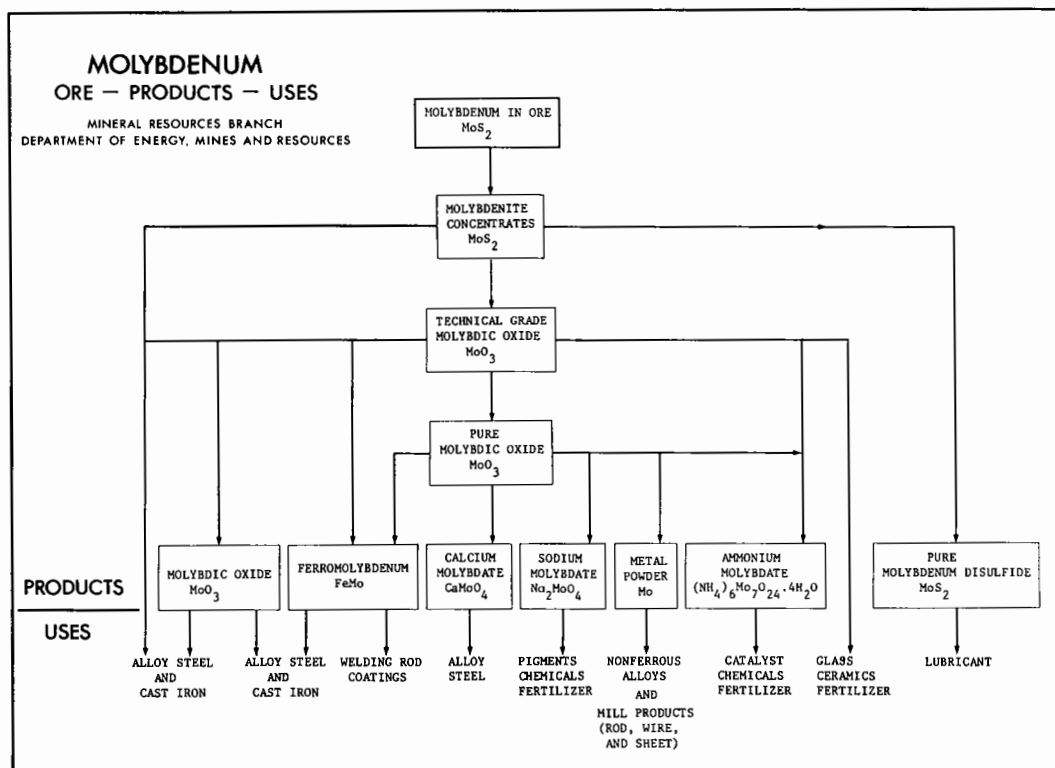 MOLYBDENUM
ORE — PRODUCTS — USES
MINERAL RESOURCES BRANCH
DEPARTMENT OF ENERGY, MINES AND RESOURCES
MOLYBDENUM IN ORE
MoS2
MOLYBDENITE
CONCENTRATES
MoS2
TECHNICAL GRADE
MOLYBDIC OXIDE
MoO3
PURE
MOLYBDIC OXIDE
MoO3
MOLYBDIC OXIDE
MoO3
FERROMOLYBDENUM
FeMo
CALCIUM
MOLYBDATE
CaMoO4
SODIUM
MOLYBDATE
Na2MoO4
METAL
POWDER
Mo
AMMONIUM
MOLYBDATE
(NH4)6Mo7O24.4H2O
PURE
MOLYBDENUM DISULFIDE
MoS2
PRODUCTS
USES
ALLOY STEEL
AND
CAST IRON
ALLOY STEEL
AND
CAST IRON
WELDING ROD
COATINGS
ALLOY
STEEL
PIGMENTS
CHEMICALS
FERTILIZER
NONFERROUS
ALLOYS
AND
MILL PRODUCTS
(ROD, WIRE,
AND SHEET)
CATALYST
CHEMICALS
FERTILIZER
GLASS
CERAMICS
FERTILIZER
LUBRICANT